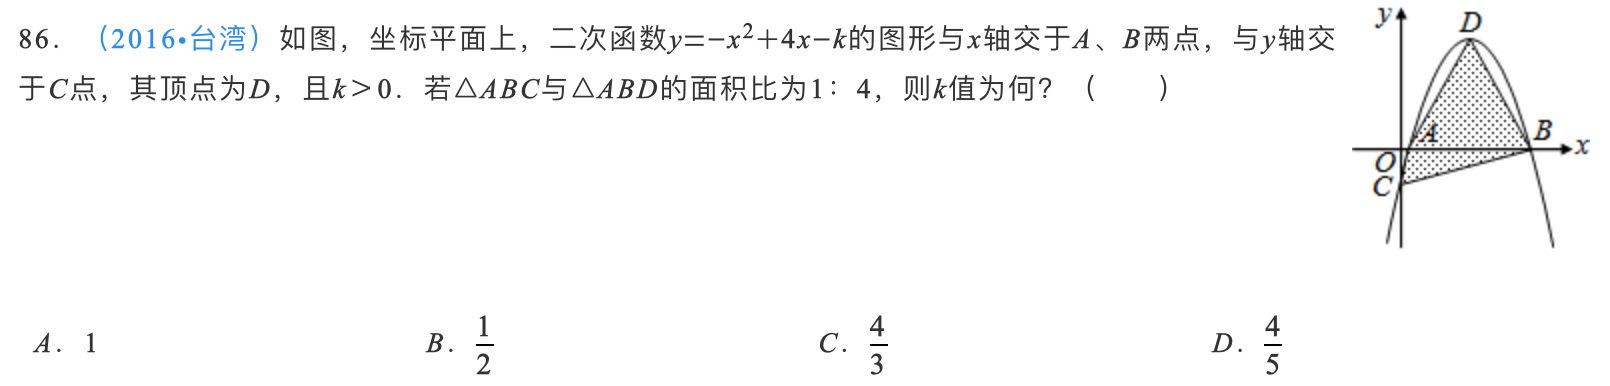 86. （2016•台湾）如图，坐标平面上，二次函数y=−x²+4x−k的图形与x轴交于A、B两点，与y轴交
于C点，其顶点为D，且k＞0．若△ABC与△ABD的面积比为1：4，则k值为何？（　　）
y
D
A
B
x
O
C
A．1
B．1/2
C．4/3
D．4/5